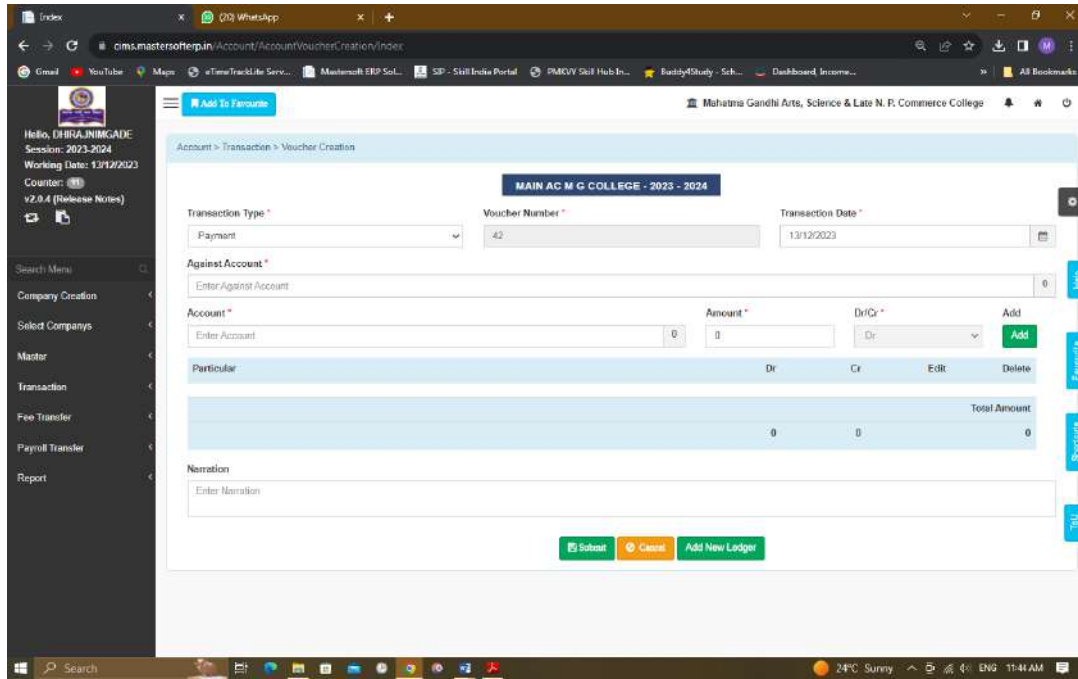 Index
(20) WhatsApp
cims.mastersofterp.in/Account/AccountVoucherCreation/Index
Gmail YouTube Maps eTimeTrackLite Serv... Mastersoft ERP Sol... SIP - Skill India Portal PMKVY Skill Hub In... Buddy4Study - Sch... Dashboard, Income... » All Bookmarks
Add To Favourite
Mahatma Gandhi Arts, Science & Late N. P. Commerce College
Hello, DHIRAJNIMGADE
Session: 2023-2024
Working Date: 13/12/2023
Counter: 11
v2.0.4 (Release Notes)
Search Menu
Company Creation
Select Companys
Master
Transaction
Fee Transfer
Payroll Transfer
Report
Account > Transaction > Voucher Creation
MAIN AC M G COLLEGE - 2023 - 2024
Transaction Type * Voucher Number * Transaction Date *
Payment 42 13/12/2023
Against Account *
Enter Against Account 0
Account * Amount * Dr/Cr * Add
Enter Account 0 0 Dr Add
Particular Dr Cr Edit Delete
Total Amount
0 0 0
Narration
Enter Narration
Submit Cancel Add New Ledger
Help
Favourite
Shortcuts
Search
24°C Sunny ENG 11:44 AM